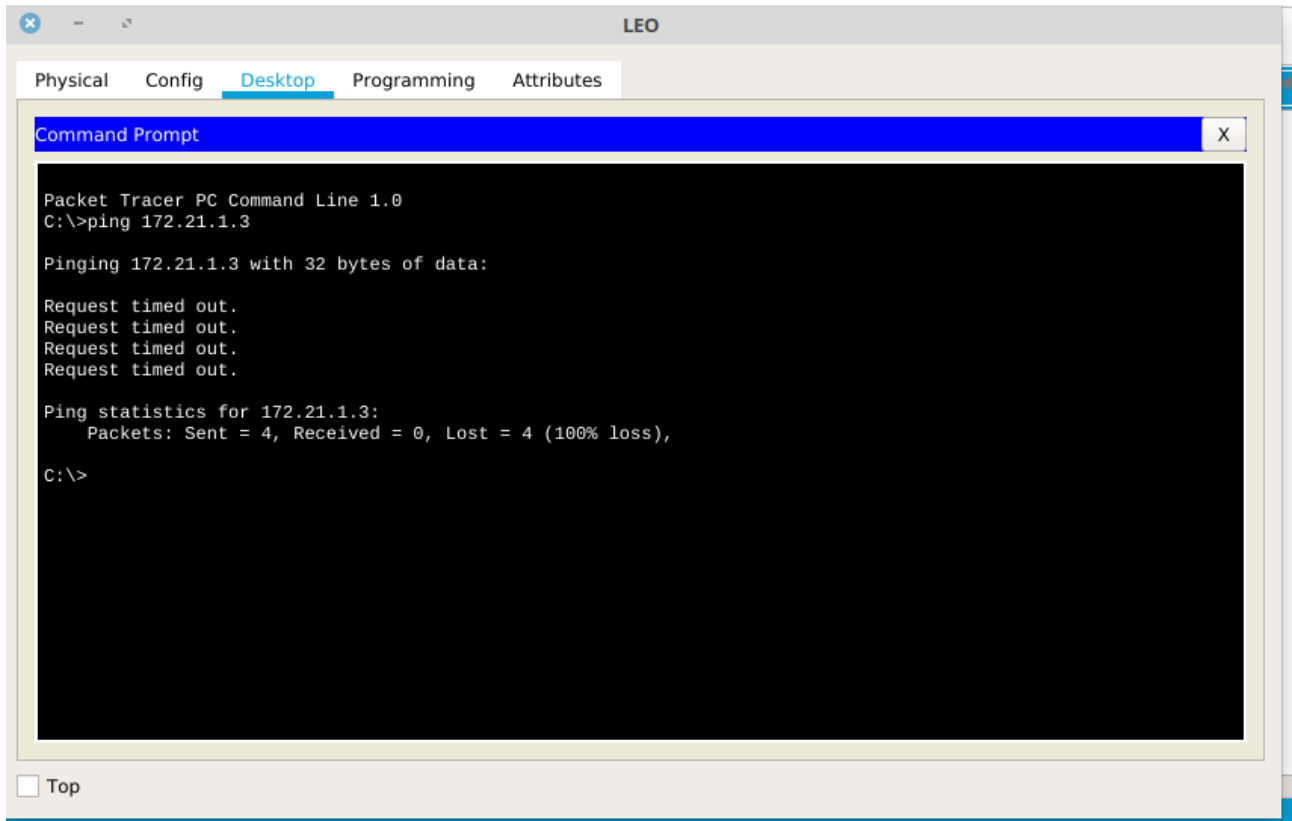 LEO
Physical Config Desktop Programming Attributes
Command Prompt
X
Packet Tracer PC Command Line 1.0
C:\>ping 172.21.1.3
Pinging 172.21.1.3 with 32 bytes of data:
Request timed out.
Request timed out.
Request timed out.
Request timed out.
Ping statistics for 172.21.1.3:
Packets: Sent = 4, Received = 0, Lost = 4 (100% loss),
C:\>
Top